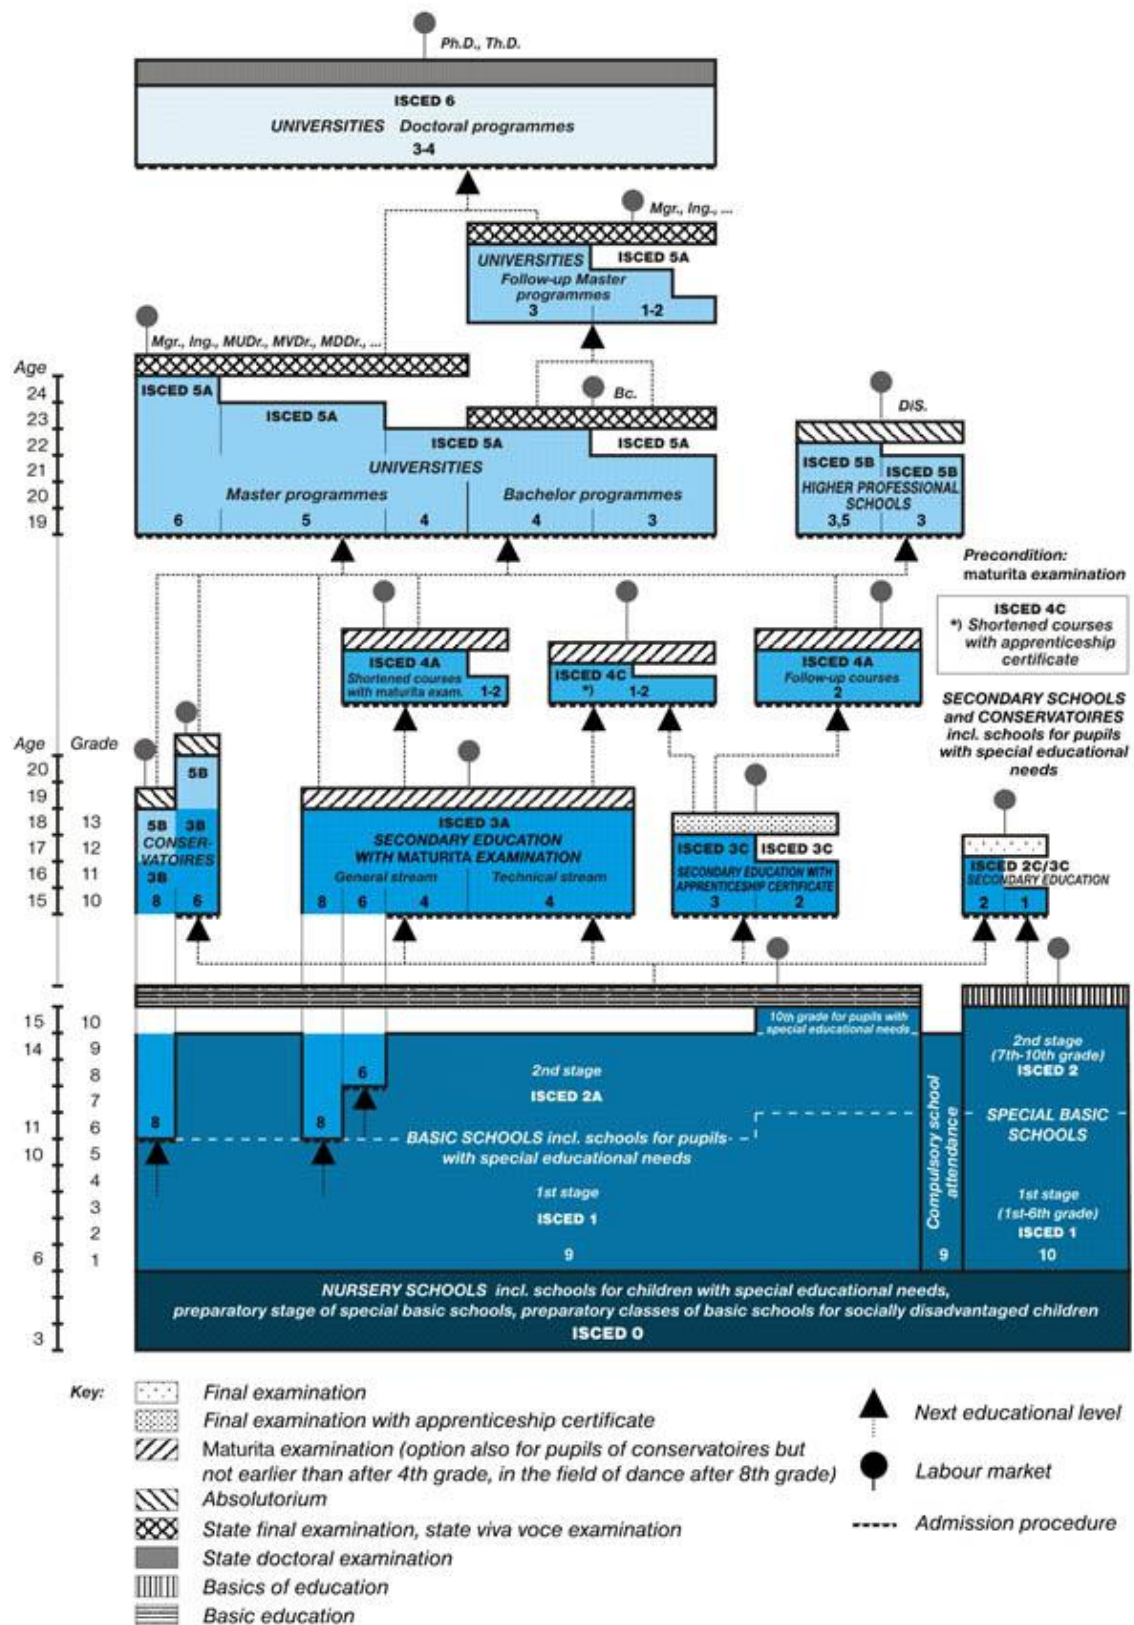 Ph.D., Th.D.
ISCED 6
UNIVERSITIES Doctoral programmes
3-4
Mgr., Ing., ...
UNIVERSITIES ISCED 5A
Follow-up Master
programmes
3 1-2
Mgr., Ing., MUDr., MVDr., MDDr., ...
Age
24
23
22
21
20
19
ISCED 5A
ISCED 5A
ISCED 5A
Bc.
ISCED 5A
UNIVERSITIES
Master programmes Bachelor programmes
6 5 4 4 3
DiS.
ISCED 5B
ISCED 5B
HIGHER PROFESSIONAL
SCHOOLS
3,5 3
Precondition:
maturita examination
ISCED 4C
*) Shortened courses
with apprenticeship
certificate
ISCED 4A
Shortened courses
with maturita exam. 1-2
ISCED 4C
*) 1-2
ISCED 4A
Follow-up courses
2
SECONDARY SCHOOLS
and CONSERVATOIRES
incl. schools for pupils
with special educational
needs
Age Grade
20
19
18 13
17 12
16 11
15 10
5B
5B 3B
CONSER-
VATOIRES
3B
8 6
ISCED 3A
SECONDARY EDUCATION
WITH MATURITA EXAMINATION
General stream Technical stream
8 6 4 4
ISCED 3C ISCED 3C
SECONDARY EDUCATION WITH
APPRENTICESHIP CERTIFICATE
3 2
ISCED 2C/3C
SECONDARY EDUCATION
2 1
15 10
14 9
8
7
11 6
10 5
4
3
2
6 1
3
10th grade for pupils with
special educational needs
8
8
6
2nd stage
ISCED 2A
BASIC SCHOOLS incl. schools for pupils
with special educational needs
1st stage
ISCED 1
9
Compulsory school
attendance
9
2nd stage
(7th-10th grade)
ISCED 2
SPECIAL BASIC
SCHOOLS
1st stage
(1st-6th grade)
ISCED 1
10
NURSERY SCHOOLS incl. schools for children with special educational needs,
preparatory stage of special basic schools, preparatory classes of basic schools for socially disadvantaged children
ISCED 0
Key:
Final examination
Final examination with apprenticeship certificate
Maturita examination (option also for pupils of conservatoires but
not earlier than after 4th grade, in the field of dance after 8th grade)
Absolutorium
State final examination, state viva voce examination
State doctoral examination
Basics of education
Basic education
Next educational level
Labour market
Admission procedure